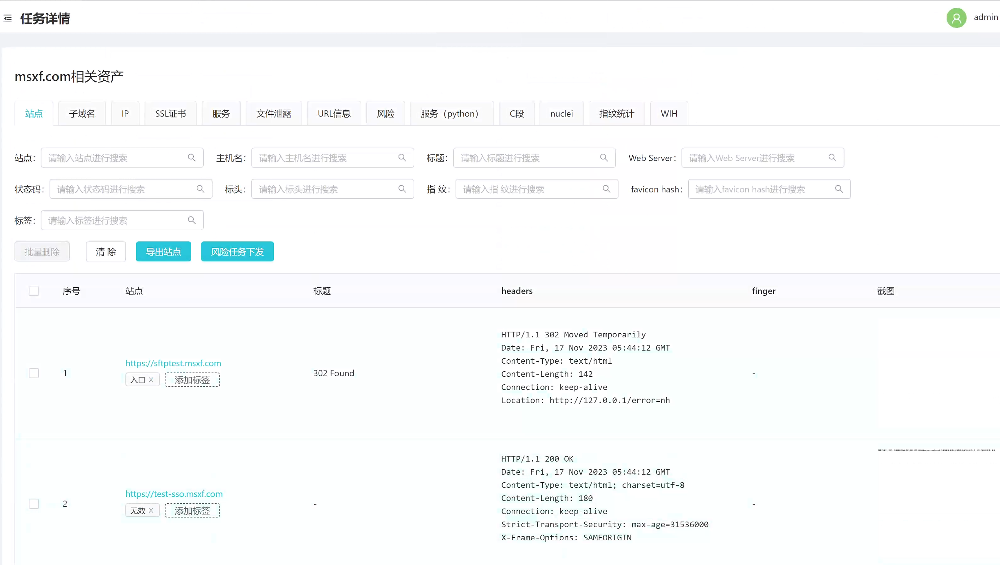 任务详情
admin
msxf.com相关资产
站点 子域名 IP SSL证书 服务 文件泄露 URL信息 风险 服务（python） C段 nuclei 指纹统计 WIH
站点: 请输入站点进行搜索 主机名: 请输入主机名进行搜索 标题: 请输入标题进行搜索 Web Server: 请输入Web Server进行搜索
状态码: 请输入状态码进行搜索 标头: 请输入标头进行搜索 指 纹: 请输入指 纹进行搜索 favicon hash: 请输入favicon hash进行搜索
标签: 请输入标签进行搜索
批量删除 清 除 导出站点 风险任务下发
序号 站点 标题 headers finger 截图
1
https://sftptest.msxf.com
入口 × 添加标签
302 Found
HTTP/1.1 302 Moved Temporarily
Date: Fri, 17 Nov 2023 05:44:12 GMT
Content-Type: text/html
Content-Length: 142
Connection: keep-alive
Location: http://127.0.0.1/error=nh
-
2
https://test-sso.msxf.com
无效 × 添加标签
-
HTTP/1.1 200 OK
Date: Fri, 17 Nov 2023 05:44:12 GMT
Content-Type: text/html; charset=utf-8
Content-Length: 180
Connection: keep-alive
Strict-Transport-Security: max-age=31536000
X-Frame-Options: SAMEORIGIN
-